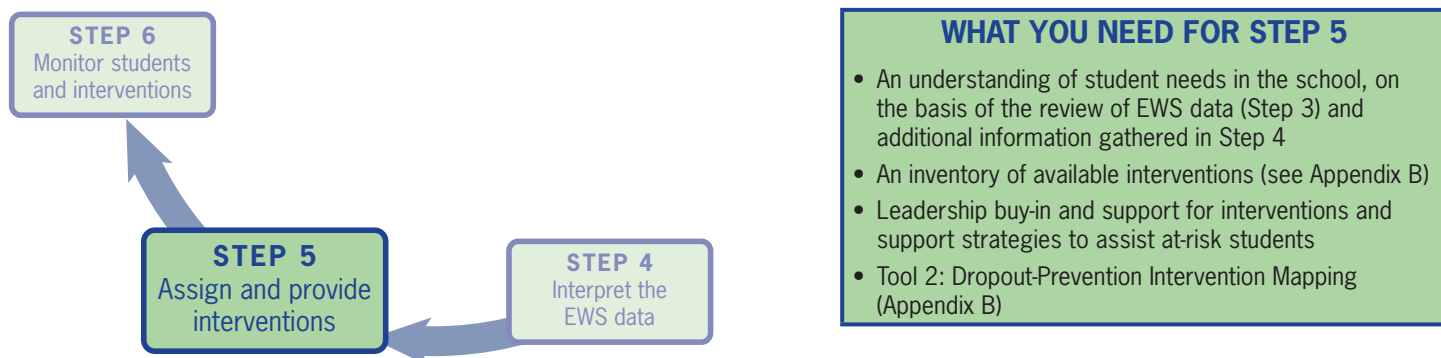 STEP 6
Monitor students
and interventions
STEP 5
Assign and provide
interventions
STEP 4
Interpret the
EWS data
WHAT YOU NEED FOR STEP 5
• An understanding of student needs in the school, on
the basis of the review of EWS data (Step 3) and
additional information gathered in Step 4
• An inventory of available interventions (see Appendix B)
• Leadership buy-in and support for interventions and
support strategies to assist at-risk students
• Tool 2: Dropout-Prevention Intervention Mapping
(Appendix B)